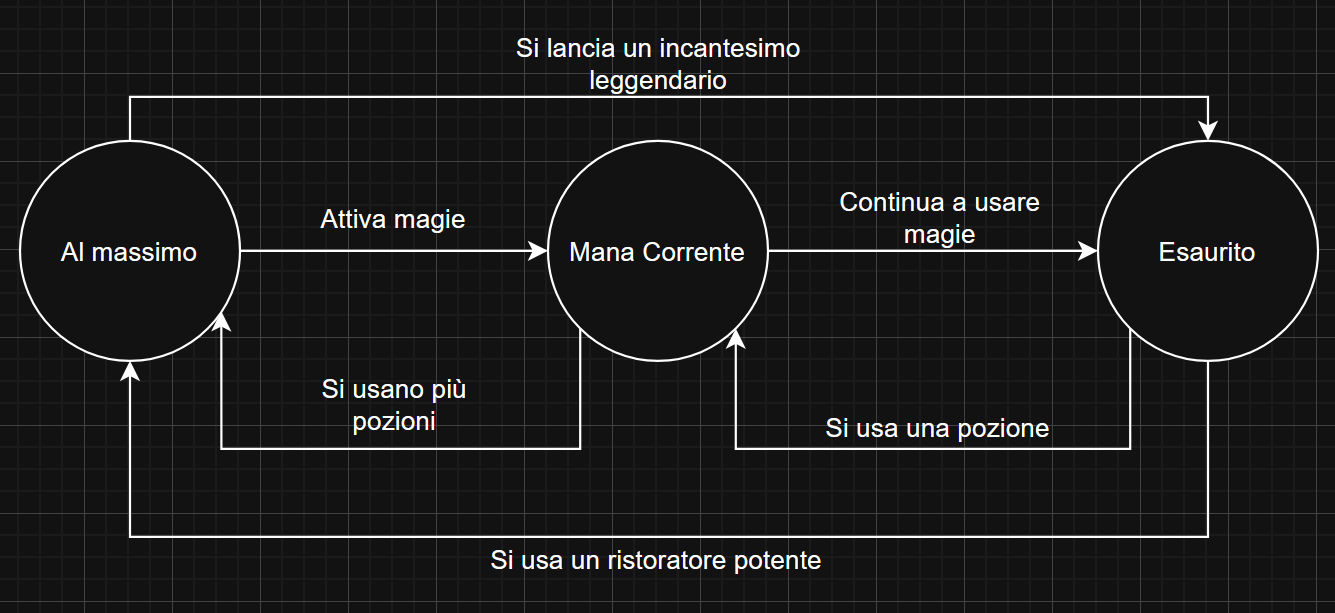 Si lancia un incantesimo
leggendario
Attiva magie
Continua a usare
magie
Al massimo
Mana Corrente
Esaurito
Si usano più
pozioni
Si usa una pozione
Si usa un ristoratore potente